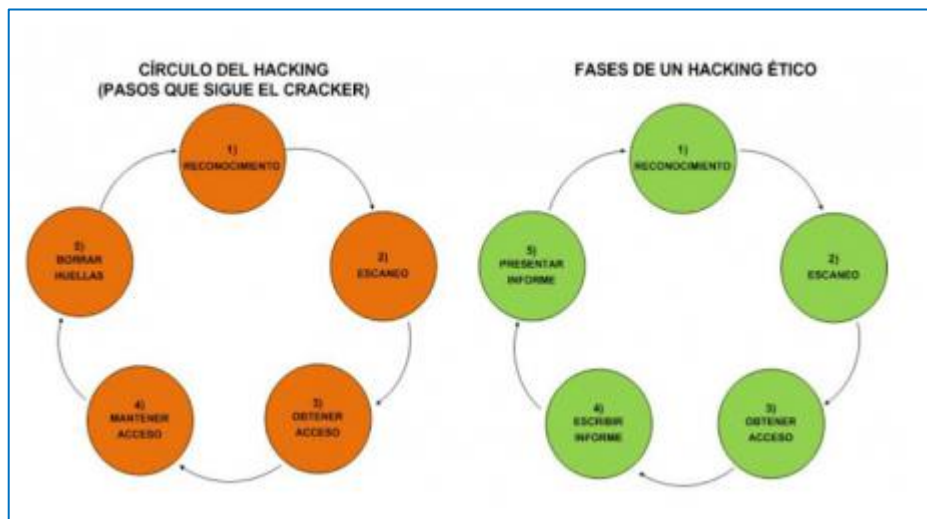 CÍRCULO DEL HACKING
(PASOS QUE SIGUE EL CRACKER)
1)
RECONOCIMIENTO
2)
ESCANEO
3)
OBTENER
ACCESO
4)
MANTENER
ACCESO
5)
BORRAR
HUELLAS
FASES DE UN HACKING ÉTICO
1)
RECONOCIMIENTO
2)
ESCANEO
3)
OBTENER
ACCESO
4)
ESCRIBIR
INFORME
5)
PRESENTAR
INFORME